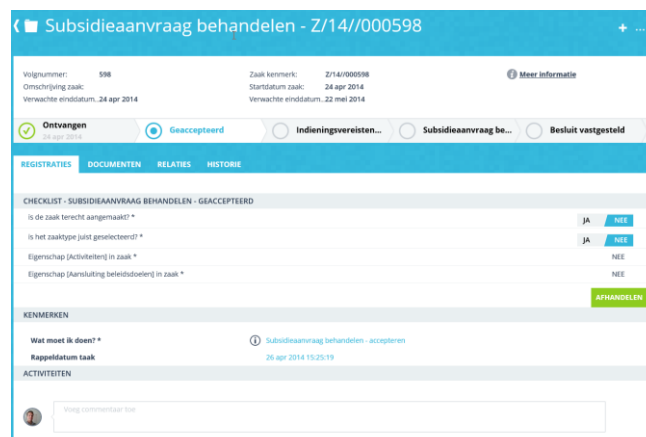 Subsidieaanvraag behandelen - Z/14//000598
Volgnummer: 598 Zaak kenmerk: Z/14//000598 Meer informatie
Omschrijving zaak: Startdatum zaak: 24 apr 2014
Verwachte einddatum..24 apr 2014 Verwachte einddatum..22 mei 2014
Ontvangen Geaccepteerd Indieningsvereisten... Subsidieaanvraag be... Besluit vastgesteld
24 apr 2014
REGISTRATIES DOCUMENTEN RELATIES HISTORIE
CHECKLIST - SUBSIDIEAANVRAAG BEHANDELEN - GEACCEPTEERD
is de zaak terecht aangemaakt? * JA NEE
is het zaaktype juist geselecteerd? * JA NEE
Eigenschap [Activiteiten] in zaak * NEE
Eigenschap [Aansluiting beleidsdoelen] in zaak * NEE
AFHANDELEN
KENMERKEN
Wat moet ik doen? * Subsidieaanvraag behandelen - accepteren
Rappeldatum taak 26 apr 2014 15:25:19
ACTIVITEITEN
Voeg commentaar toe